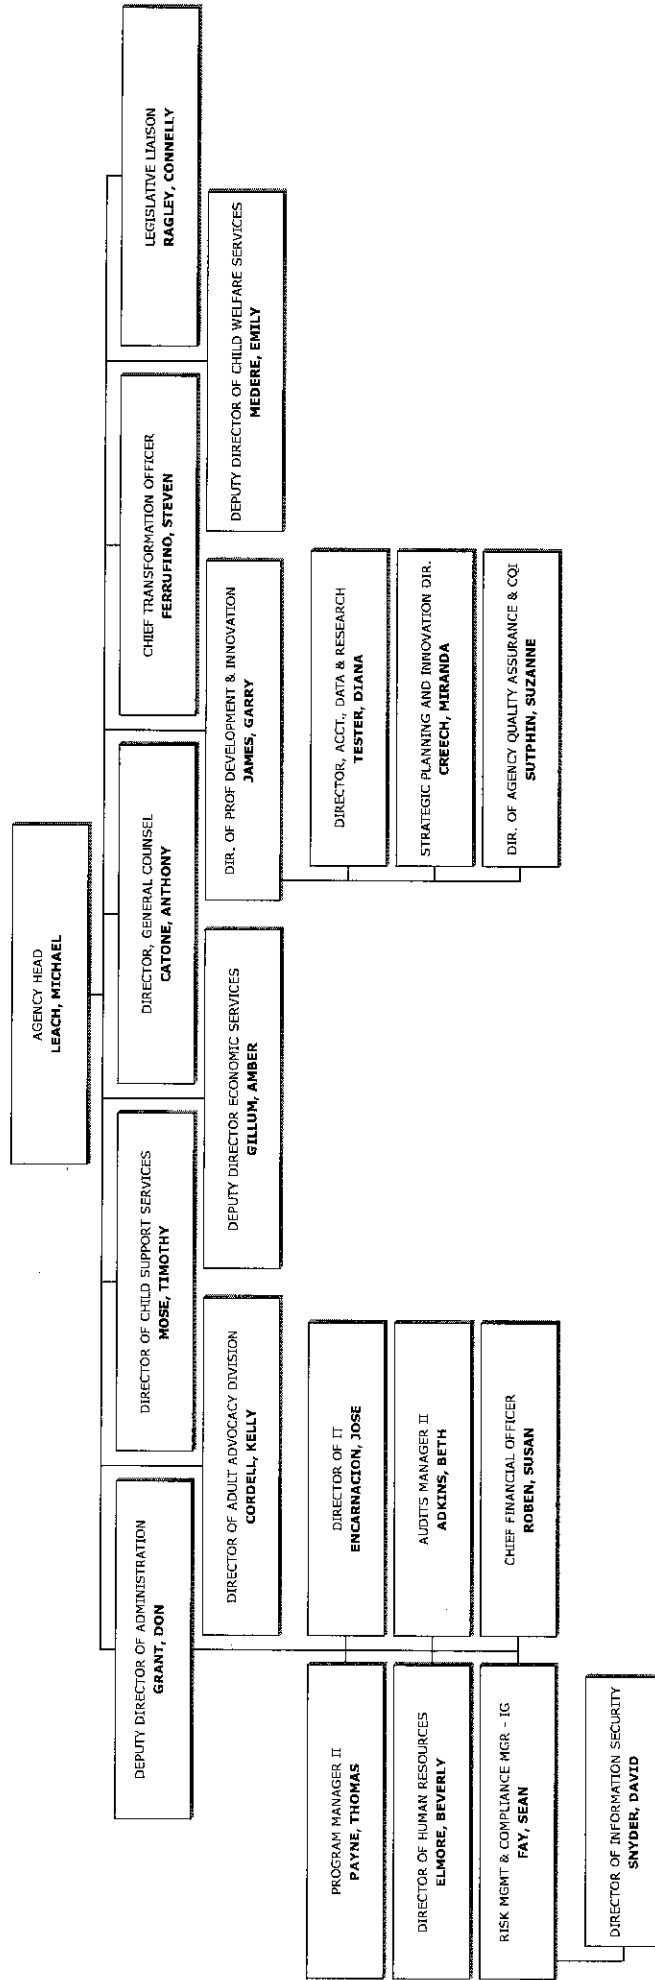 AGENCY HEAD
LEACH, MICHAEL
DEPUTY DIRECTOR OF ADMINISTRATION
GRANT, DON
DIRECTOR OF CHILD SUPPORT SERVICES
MOSE, TIMOTHY
DIRECTOR, GENERAL COUNSEL
CATONE, ANTHONY
CHIEF TRANSFORMATION OFFICER
FERRUFINO, STEVEN
LEGISLATIVE LIAISON
RAGLEY, CONNELLY
DIRECTOR OF ADULT ADVOCACY DIVISION
CORDELL, KELLY
DEPUTY DIRECTOR ECONOMIC SERVICES
GILLUM, AMBER
DIR. OF PROF DEVELOPMENT & INNOVATION
JAMES, GARRY
DEPUTY DIRECTOR OF CHILD WELFARE SERVICES
MEDERE, EMILY
PROGRAM MANAGER II
PAYNE, THOMAS
DIRECTOR OF IT
ENCARNACION, JOSE
DIRECTOR OF HUMAN RESOURCES
ELMORE, BEVERLY
AUDITS MANAGER II
ADKINS, BETH
RISK MGMT & COMPLIANCE MGR - IG
FAY, SEAN
CHIEF FINANCIAL OFFICER
ROBEN, SUSAN
DIRECTOR OF INFORMATION SECURITY
SNYDER, DAVID
DIRECTOR, ACCT., DATA & RESEARCH
TESTER, DIANA
STRATEGIC PLANNING AND INNOVATION DIR.
CREECH, MIRANDA
DIR. OF AGENCY QUALITY ASSURANCE & CQI
SUTPHIN, SUZANNE